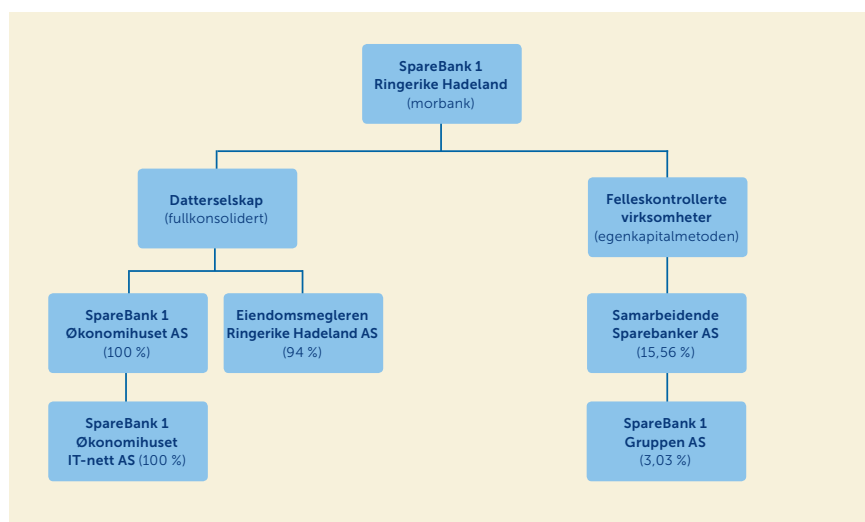 SpareBank 1
Ringerike Hadeland
(morbank)
Datterselskap
(fullkonsolidert)
Felleskontrollerte
virksomheter
(egenkapitalmetoden)
SpareBank 1
Økonomihuset AS
(100 %)
Eiendomsmegleren
Ringerike Hadeland AS
(94 %)
Samarbeidende
Sparebanker AS
(15,56 %)
SpareBank 1
Økonomihuset
IT-nett AS (100 %)
SpareBank 1
Gruppen AS
(3,03 %)